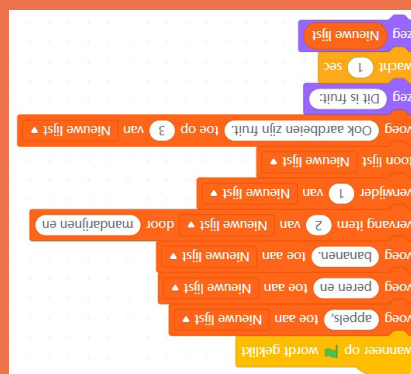 wanneer op wordt geklikt
voeg appels, toe aan Nieuwe lijst
voeg peren en toe aan Nieuwe lijst
voeg bananen. toe aan Nieuwe lijst
vervang item 2 van Nieuwe lijst door mandarijnen en
verwijder 1 van Nieuwe lijst
toon lijst Nieuwe lijst
voeg Ook aardbeien zijn fruit. toe op 3 van Nieuwe lijst
zeg Dit is fruit:
wacht 1 sec
zeg Nieuwe lijst